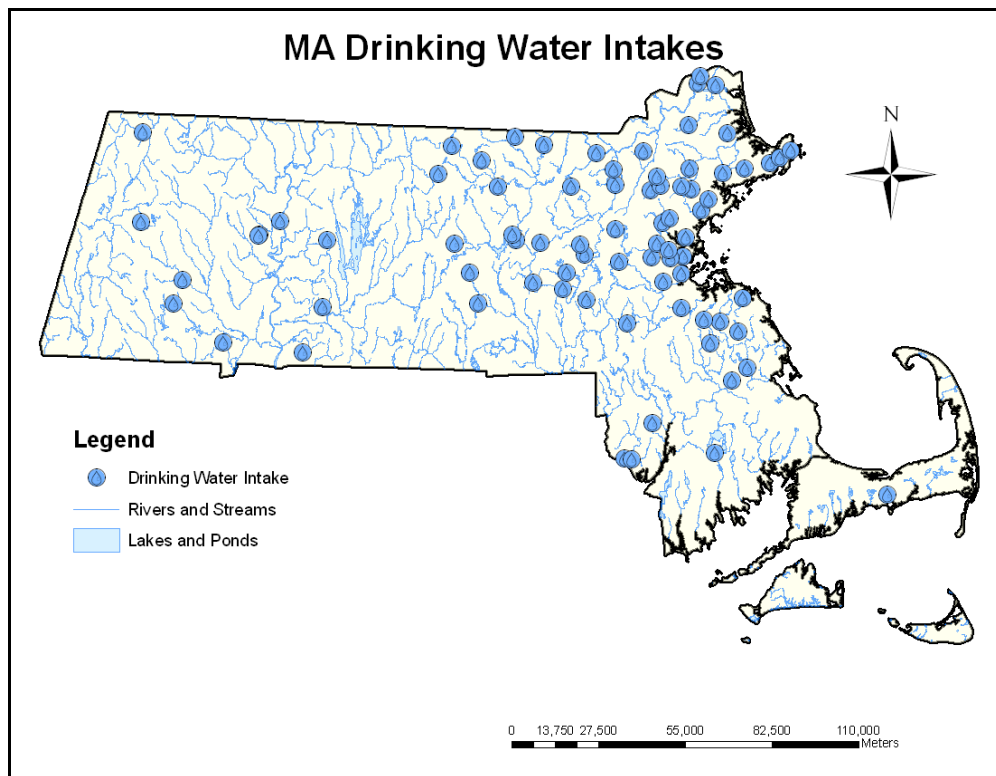 MA Drinking Water Intakes
N
Legend
Drinking Water Intake
Rivers and Streams
Lakes and Ponds
0 13,750 27,500 55,000 82,500 110,000
Meters